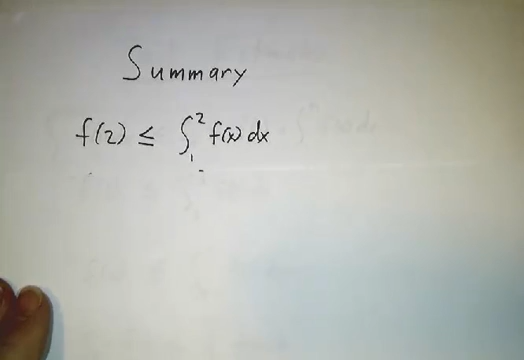 Summary
f(2) ≤ ∫₁² f(x) dx